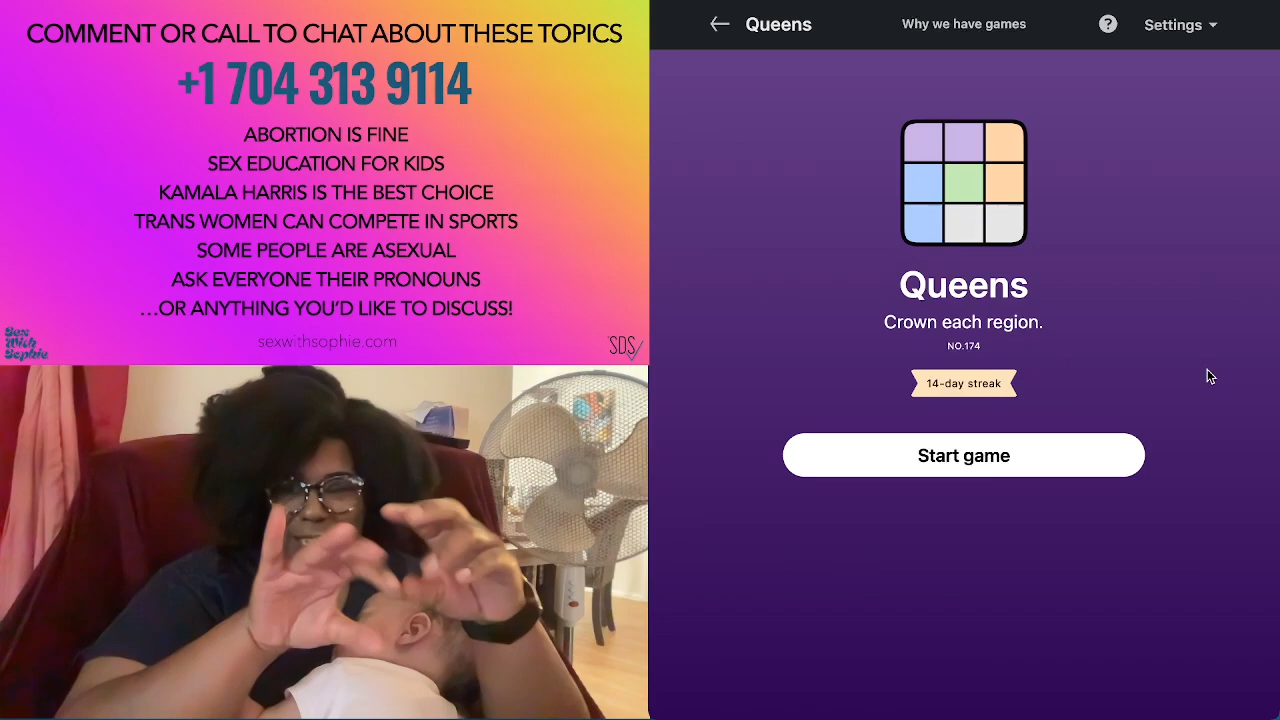 COMMENT OR CALL TO CHAT ABOUT THESE TOPICS
+1 704 313 9114
ABORTION IS FINE
SEX EDUCATION FOR KIDS
KAMALA HARRIS IS THE BEST CHOICE
TRANS WOMEN CAN COMPETE IN SPORTS
SOME PEOPLE ARE ASEXUAL
ASK EVERYONE THEIR PRONOUNS
...OR ANYTHING YOU'D LIKE TO DISCUSS!
Sex
With
Sophie
sexwithsophie.com
SDS
Queens
Why we have games
?
Settings
Queens
Crown each region.
NO.174
14-day streak
Start game